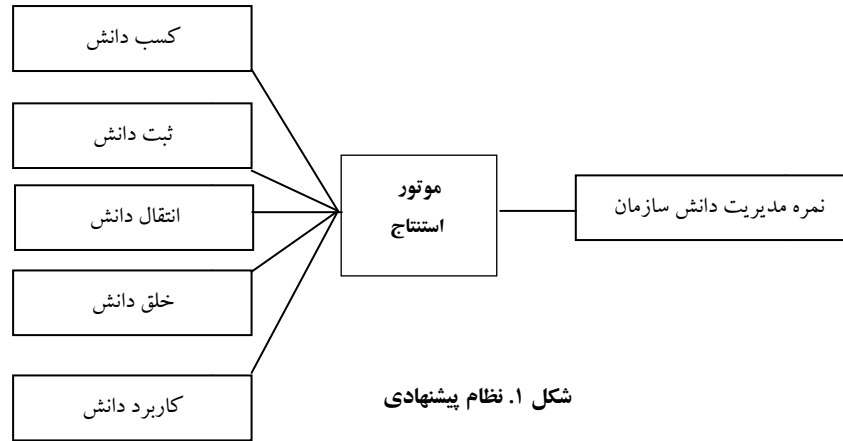 کسب دانش
ثبت دانش
انتقال دانش
خلق دانش
کاربرد دانش
موتور
استنتاج
نمره مدیریت دانش سازمان
شکل ۱. نظام پیشنهادی